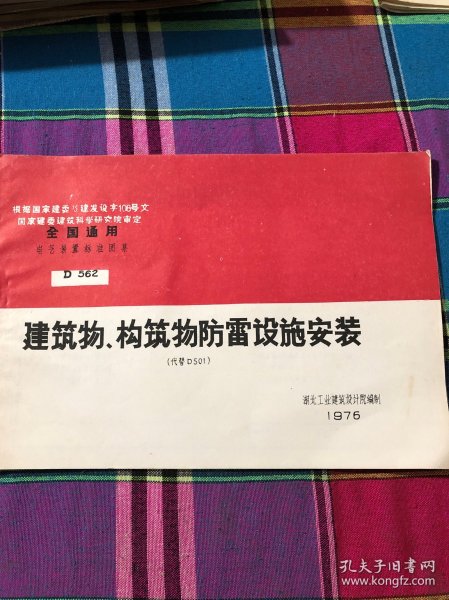 根据国家建委建发设字108号文
国家建委建筑科学研究院审定
全国通用
电气装置标准图集
D 562
建筑物、构筑物防雷设施安装
(代替D501)
湖北工业建筑设计院编制
1976
孔夫子旧书网
www.kongfz.com